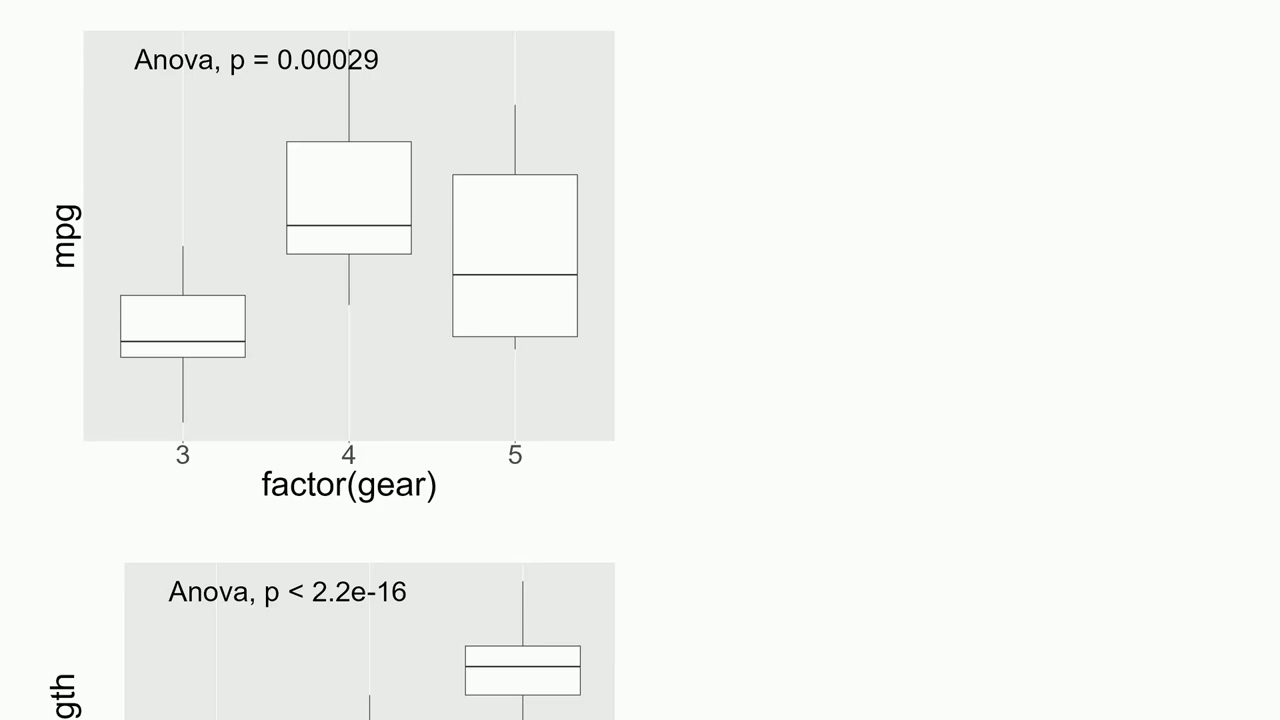 Anova, p = 0.00029
mpg
3 4 5
factor(gear)
Anova, p < 2.2e-16
gth